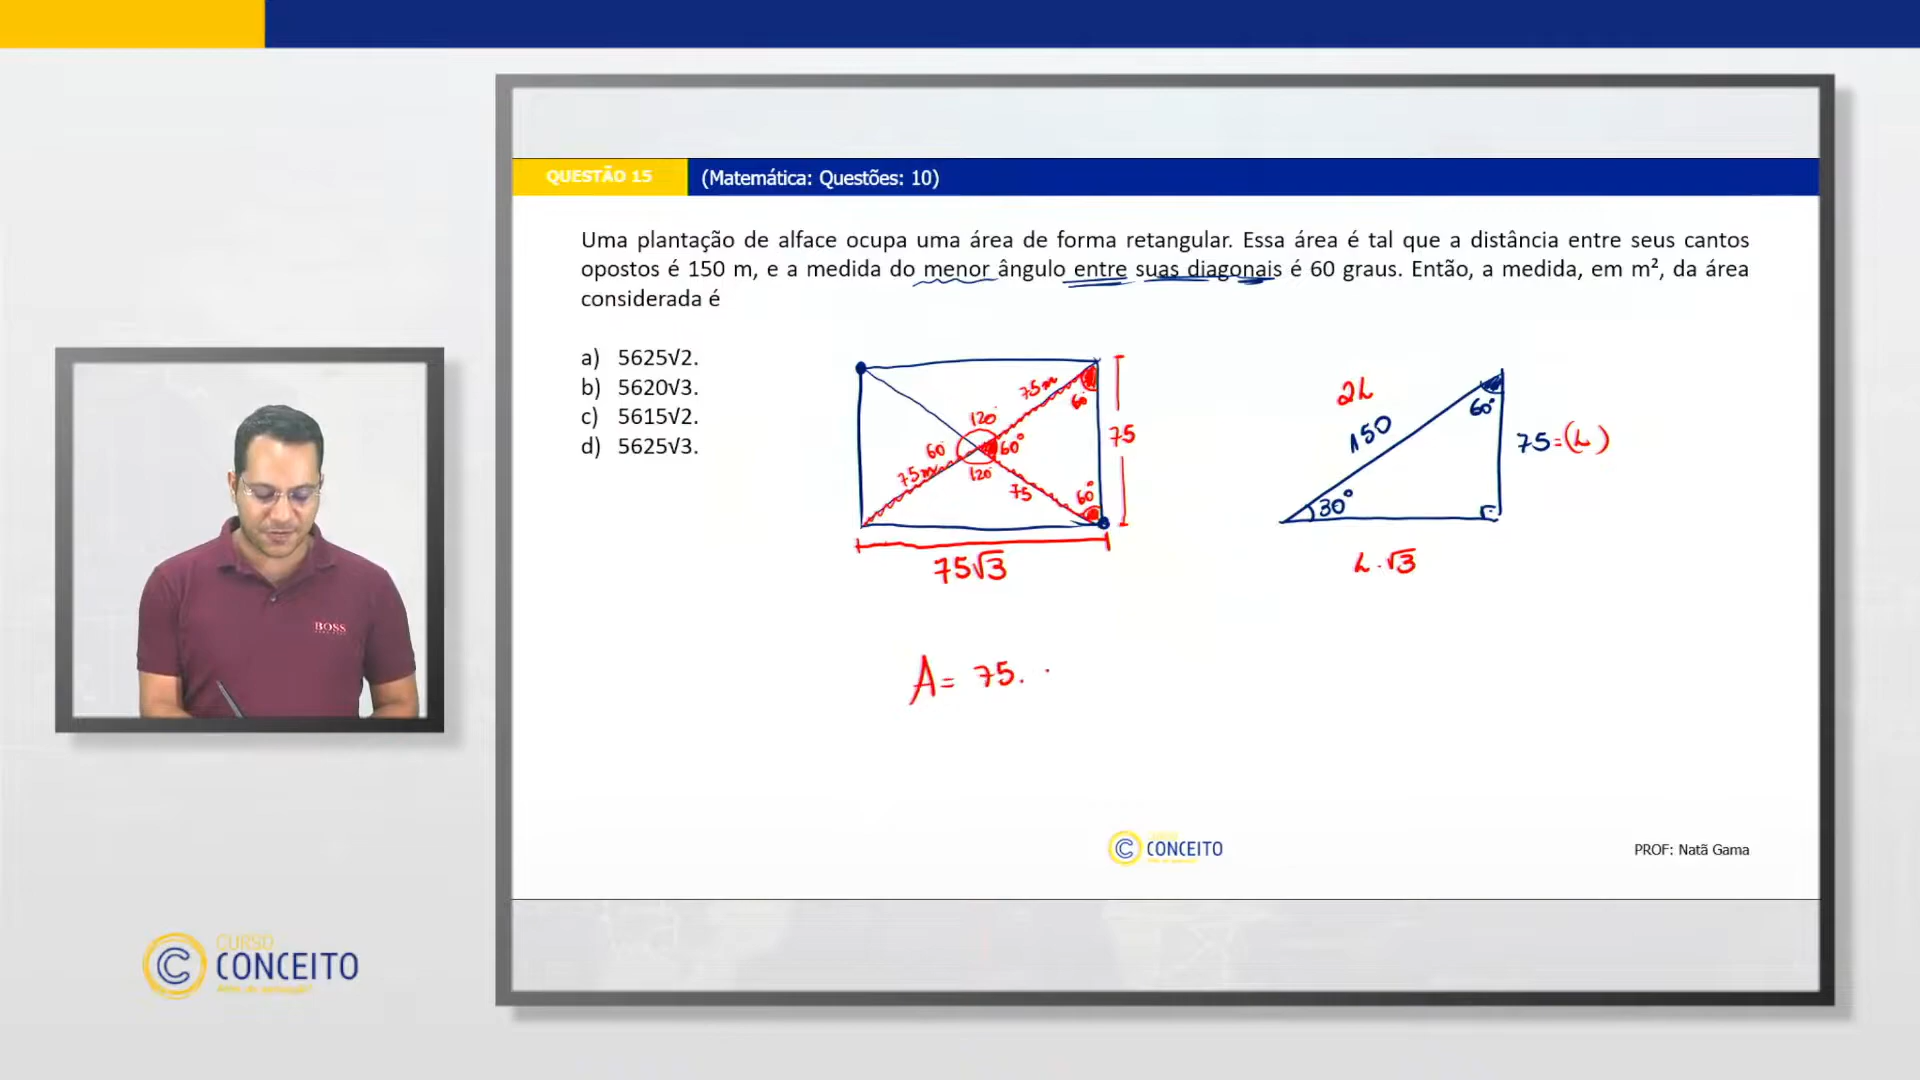 QUESTÃO 15
(Matemática: Questões: 10)
Uma plantação de alface ocupa uma área de forma retangular. Essa área é tal que a distância entre seus cantos
opostos é 150 m, e a medida do menor ângulo entre suas diagonais é 60 graus. Então, a medida, em m², da área
considerada é
a) 5625√2.
b) 5620√3.
c) 5615√2.
d) 5625√3.
75m
60°
120°
60°
60°
120°
75m
75
60°
75
75√3
2L
150
60°
75=(L)
30°
L.√3
A= 75. .
BOSS
CONCEITO
PROF: Natã Gama
CURSO
CONCEITO